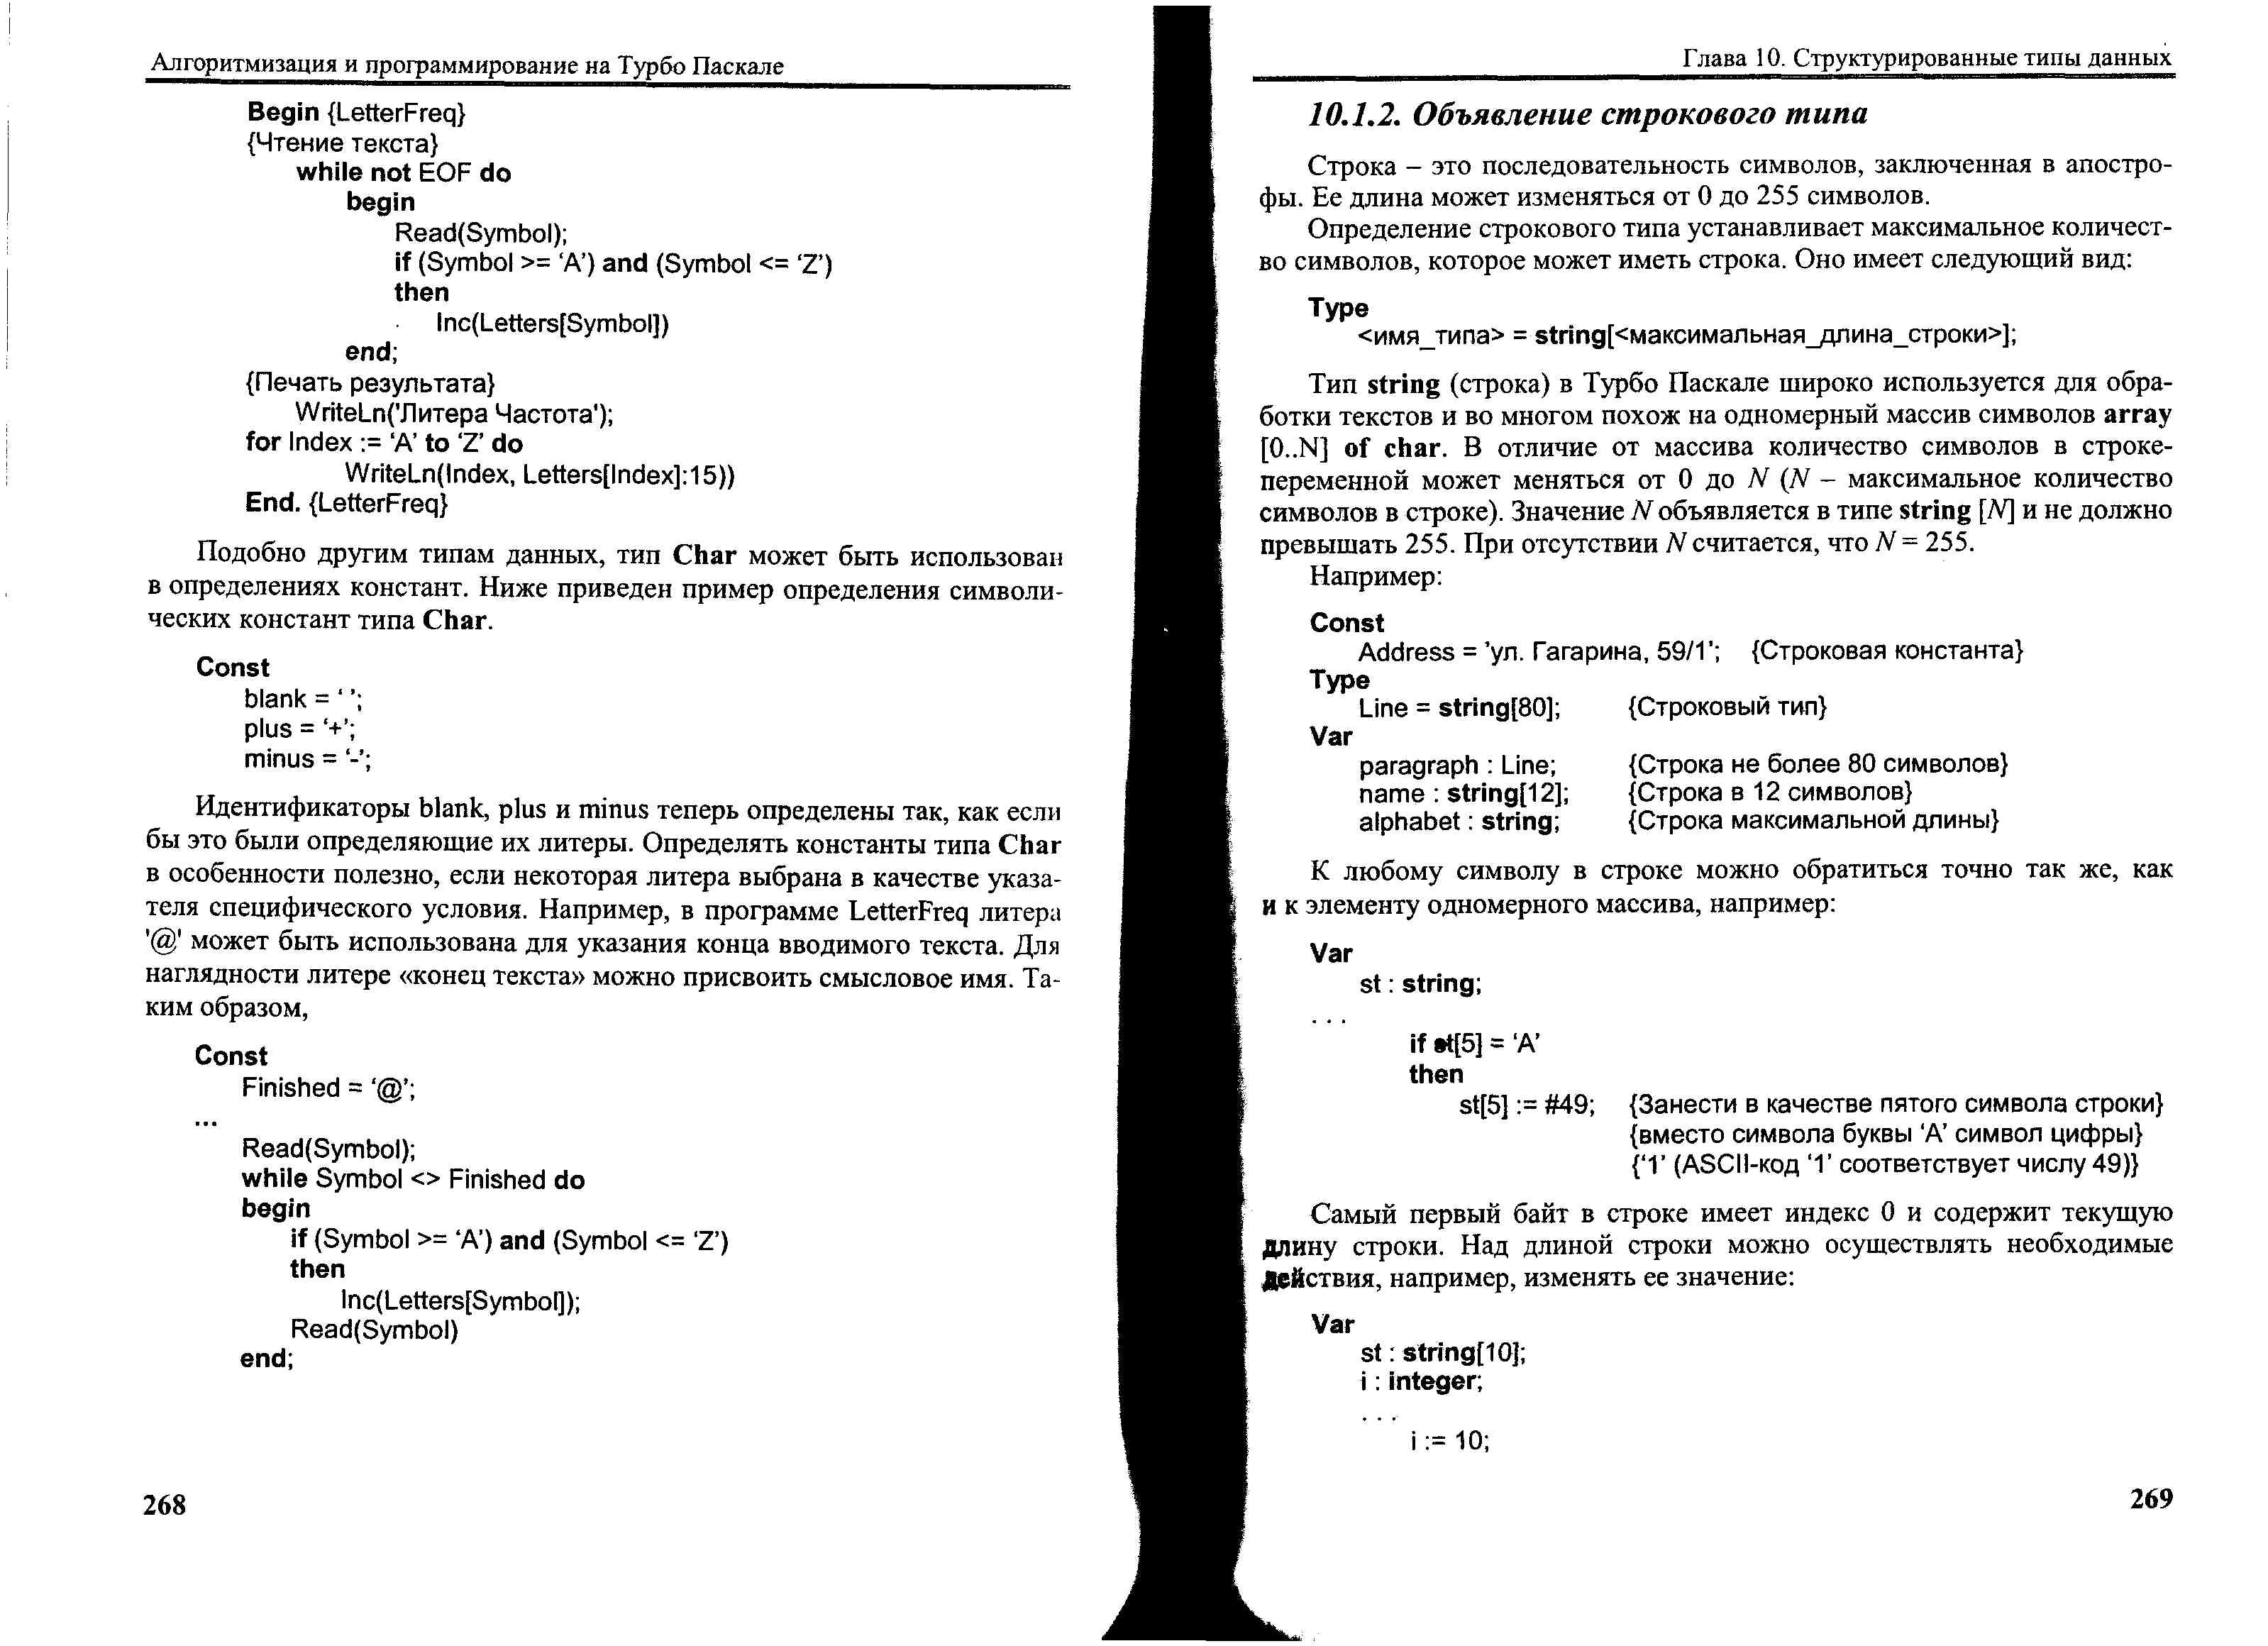 Алгоритмизация и программирование на Турбо Паскале
Begin {LetterFreq}
{Чтение текста}
while not EOF do
begin
Read(Symbol);
if (Symbol >= ‘A’) and (Symbol <= ‘Z’)
then
Inc(Letters[Symbol])
end;
{Печать результата}
WriteLn('Литера Частота');
for Index := ‘A’ to ‘Z’ do
WriteLn(Index, Letters[Index]:15))
End. {LetterFreq}
Подобно другим типам данных, тип Char может быть использован
в определениях констант. Ниже приведен пример определения символи-
ческих констант типа Char.
Const
blank = ‘ ’;
plus = ‘+’;
minus = ‘-’;
Идентификаторы blank, plus и minus теперь определены так, как если
бы это были определяющие их литеры. Определять константы типа Char
в особенности полезно, если некоторая литера выбрана в качестве указа-
теля специфического условия. Например, в программе LetterFreq литера
'@' может быть использована для указания конца вводимого текста. Для
наглядности литере «конец текста» можно присвоить смысловое имя. Та-
ким образом,
Const
Finished = ‘@’;
...
Read(Symbol);
while Symbol <> Finished do
begin
if (Symbol >= ‘A’) and (Symbol <= ‘Z’)
then
Inc(Letters[Symbol]);
Read(Symbol)
end;
268
Глава 10. Структурированные типы данных
10.1.2. Объявление строкового типа
Строка – это последовательность символов, заключенная в апостро-
фы. Ее длина может изменяться от 0 до 255 символов.
Определение строкового типа устанавливает максимальное количест-
во символов, которое может иметь строка. Оно имеет следующий вид:
Type
<имя_типа> = string[<максимальная_длина_строки>];
Тип string (строка) в Турбо Паскале широко используется для обра-
ботки текстов и во многом похож на одномерный массив символов array
[0..N] of char. В отличие от массива количество символов в строке-
переменной может меняться от 0 до N (N – максимальное количество
символов в строке). Значение N объявляется в типе string [N] и не должно
превышать 255. При отсутствии N считается, что N = 255.
Например:
Const
Address = ’ул. Гагарина, 59/1’; {Строковая константа}
Type
Line = string[80]; {Строковый тип}
Var
paragraph : Line; {Строка не более 80 символов}
name : string[12]; {Строка в 12 символов}
alphabet : string; {Строка максимальной длины}
К любому символу в строке можно обратиться точно так же, как
и к элементу одномерного массива, например:
Var
st : string;
. . .
if st[5] = ‘A’
then
st[5] := #49; {Занести в качестве пятого символа строки}
{вместо символа буквы ‘A’ символ цифры}
{‘1’ (ASCII-код ‘1’ соответствует числу 49)}
Самый первый байт в строке имеет индекс 0 и содержит текущую
длину строки. Над длиной строки можно осуществлять необходимые
действия, например, изменять ее значение:
Var
st : string[10];
i : integer;
. . .
i := 10;
269